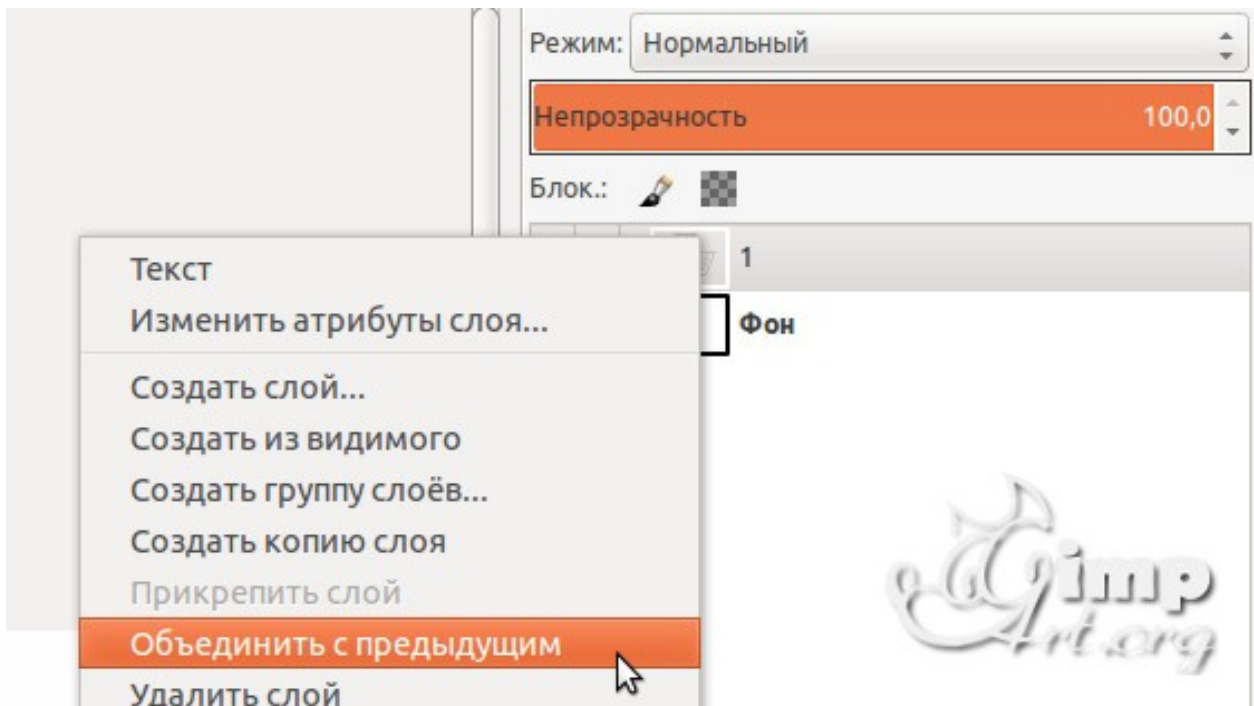 Режим: Нормальный
Непрозрачность 100,0
Блок.:
1
Фон
Текст
Изменить атрибуты слоя...
Создать слой...
Создать из видимого
Создать группу слоёв...
Создать копию слоя
Прикрепить слой
Объединить с предыдущим
Удалить слой
Gimp
Art.org